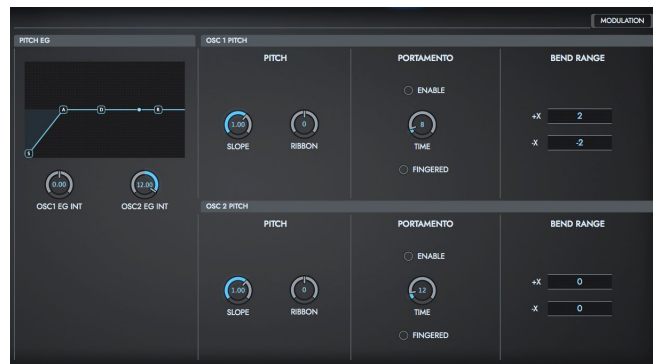 MODULATION
PITCH EG
S
A
D
R
0.00
12.00
OSC1 EG INT
OSC2 EG INT
OSC 1 PITCH
PITCH
1.00
0
SLOPE
RIBBON
PORTAMENTO
ENABLE
8
TIME
FINGERED
BEND RANGE
+X 2
-X -2
OSC 2 PITCH
PITCH
1.00
0
SLOPE
RIBBON
PORTAMENTO
ENABLE
12
TIME
FINGERED
BEND RANGE
+X 0
-X 0